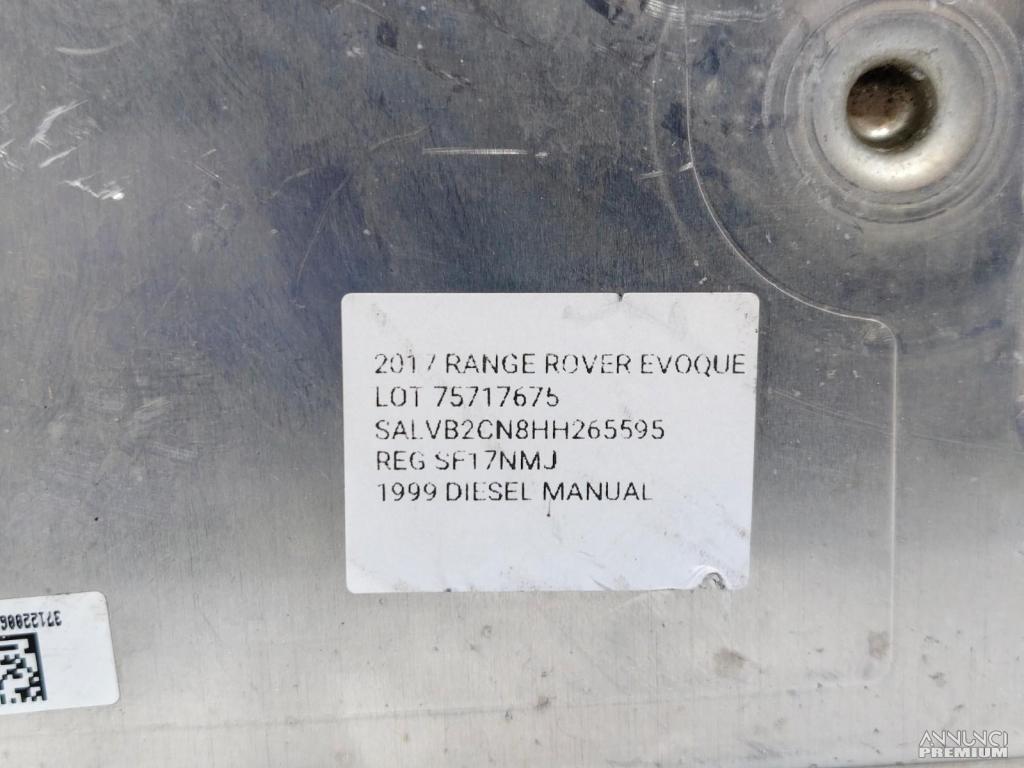 2017 RANGE ROVER EVOQUE
LOT 75717675
SALVB2CN8HH265595
REG SF17NMJ
1999 DIESEL MANUAL
ANNUNCI
PREMIUM